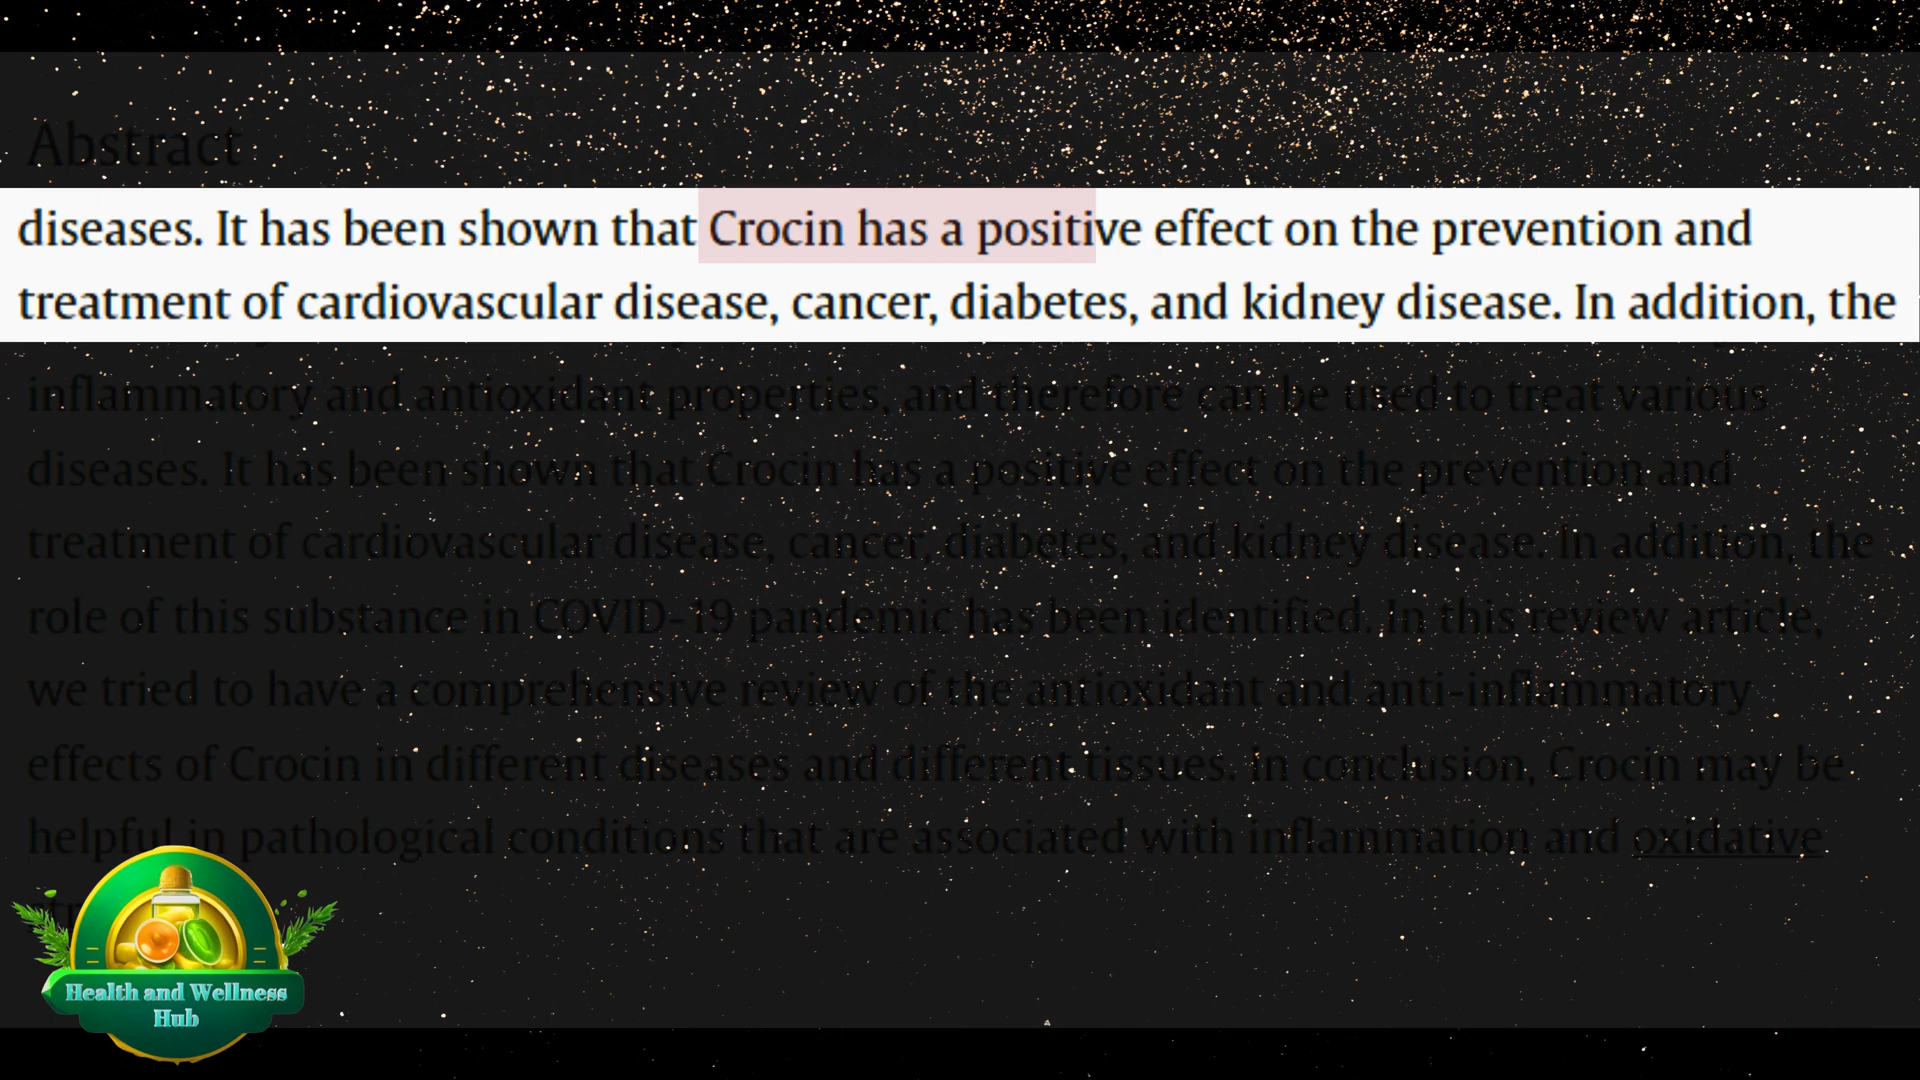 Abstract
diseases. It has been shown that Crocin has a positive effect on the prevention and
treatment of cardiovascular disease, cancer, diabetes, and kidney disease. In addition, the
inflammatory and antioxidant properties, and therefore can be used to treat various
diseases. It has been shown that Crocin has a positive effect on the prevention and
treatment of cardiovascular disease, cancer, diabetes, and kidney disease. In addition, the
role of this substance in COVID-19 pandemic has been identified. In this review article,
we tried to have a comprehensive review of the antioxidant and anti-inflammatory
effects of Crocin in different diseases and different tissues. In conclusion, Crocin may be
helpful in pathological conditions that are associated with inflammation and oxidative
Health and Wellness
Hub